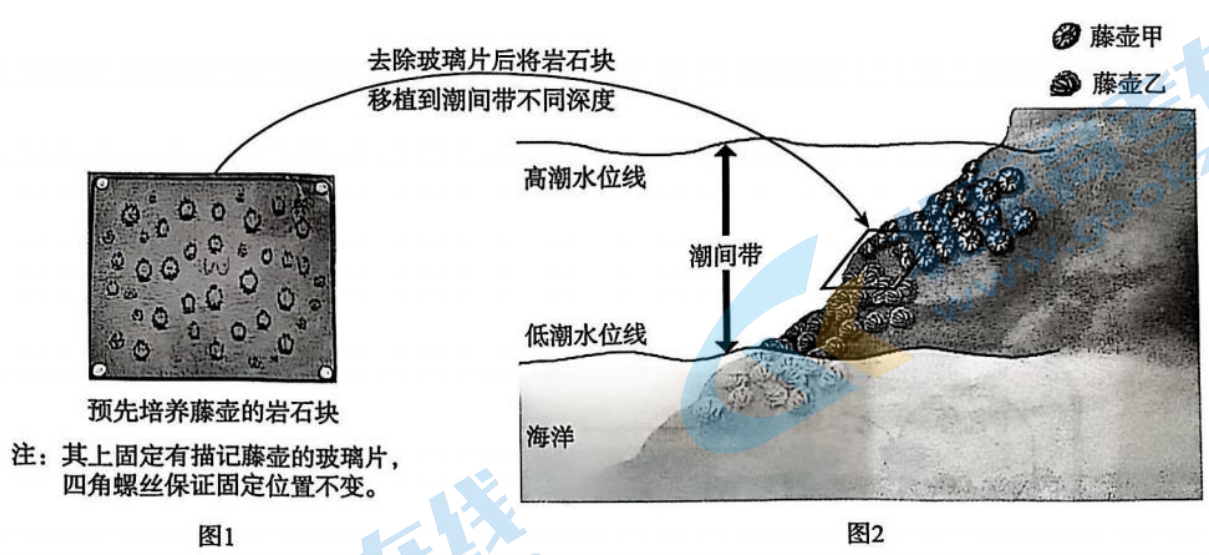 去除玻璃片后将岩石块
移植到潮间带不同深度
藤壶甲
藤壶乙
高潮水位线
潮间带
低潮水位线
海洋
预先培养藤壶的岩石块
注：其上固定有描记藤壶的玻璃片，
四角螺丝保证固定位置不变。
图1
图2